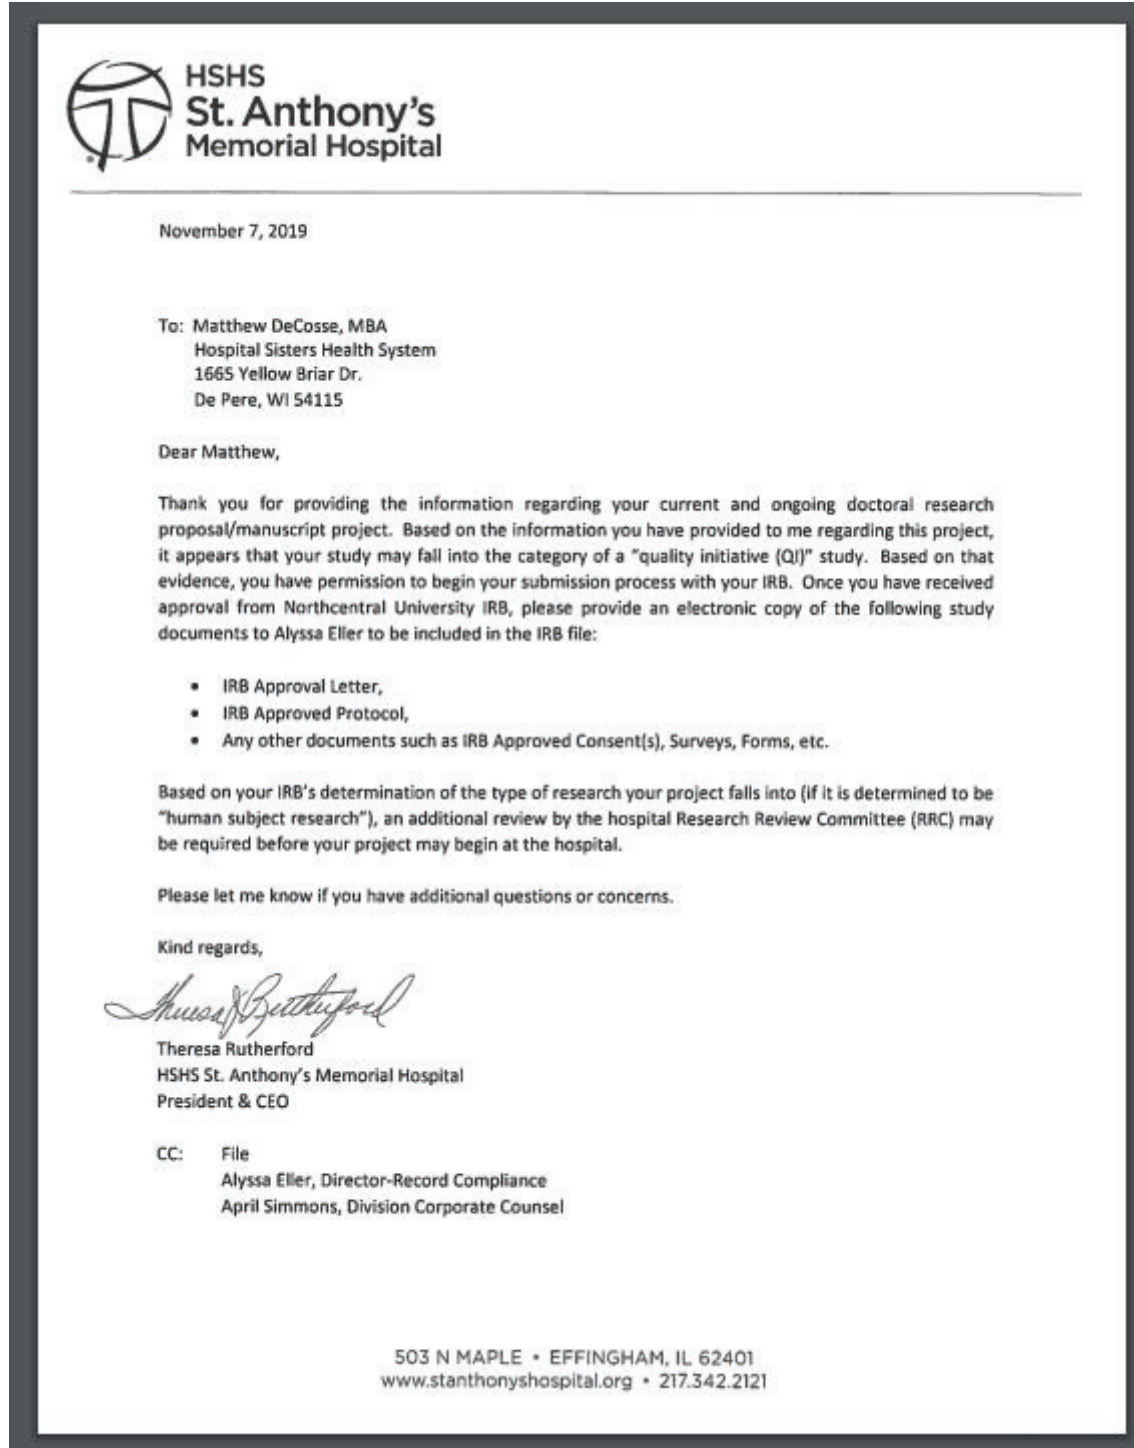 HSHS
St. Anthony's
Memorial Hospital
November 7, 2019
To: Matthew DeCosse, MBA
Hospital Sisters Health System
1665 Yellow Briar Dr.
De Pere, WI 54115
Dear Matthew,
Thank you for providing the information regarding your current and ongoing doctoral research
proposal/manuscript project. Based on the information you have provided to me regarding this project,
it appears that your study may fall into the category of a "quality initiative (QI)" study. Based on that
evidence, you have permission to begin your submission process with your IRB. Once you have received
approval from Northcentral University IRB, please provide an electronic copy of the following study
documents to Alyssa Eller to be included in the IRB file:
• IRB Approval Letter,
• IRB Approved Protocol,
• Any other documents such as IRB Approved Consent(s), Surveys, Forms, etc.
Based on your IRB's determination of the type of research your project falls into (if it is determined to be
"human subject research"), an additional review by the hospital Research Review Committee (RRC) may
be required before your project may begin at the hospital.
Please let me know if you have additional questions or concerns.
Kind regards,
Theresa J Rutherford
Theresa Rutherford
HSHS St. Anthony's Memorial Hospital
President & CEO
CC: File
Alyssa Eller, Director-Record Compliance
April Simmons, Division Corporate Counsel
503 N MAPLE • EFFINGHAM, IL 62401
www.stanthonyshospital.org • 217.342.2121